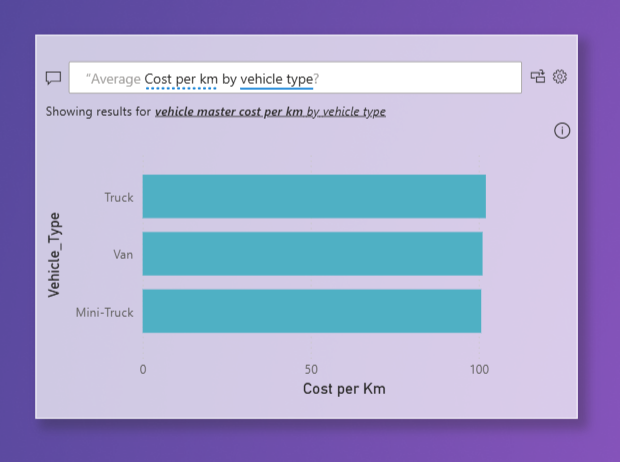 “Average Cost per km by vehicle type?
Showing results for vehicle master cost per km by vehicle type
Vehicle_Type
Truck
Van
Mini-Truck
0 50 100
Cost per Km